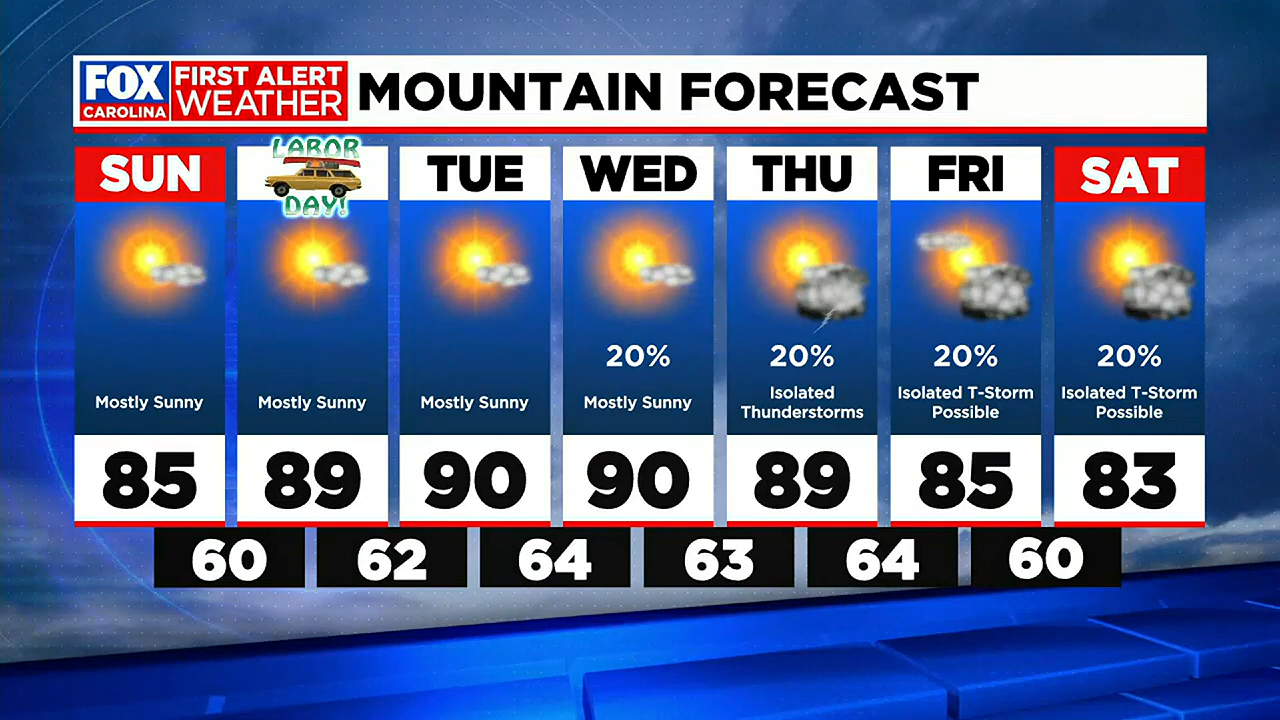 FOX
CAROLINA
FIRST ALERT
WEATHER
MOUNTAIN FORECAST
SUN
Mostly Sunny
85
LABOR
DAY!
Mostly Sunny
89
TUE
Mostly Sunny
90
WED
20%
Mostly Sunny
90
THU
20%
Isolated
Thunderstorms
89
FRI
20%
Isolated T-Storm
Possible
85
SAT
20%
Isolated T-Storm
Possible
83
60
62
64
63
64
60